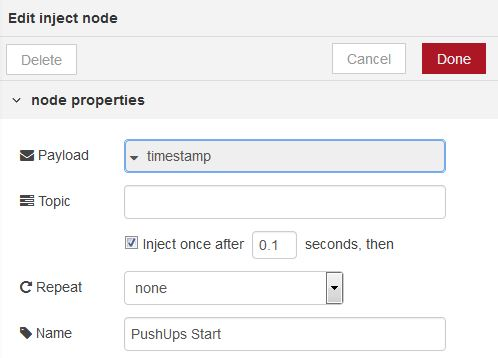 Edit inject node
Delete Cancel Done
node properties
Payload timestamp
Topic
Inject once after 0.1 seconds, then
Repeat none
Name PushUps Start